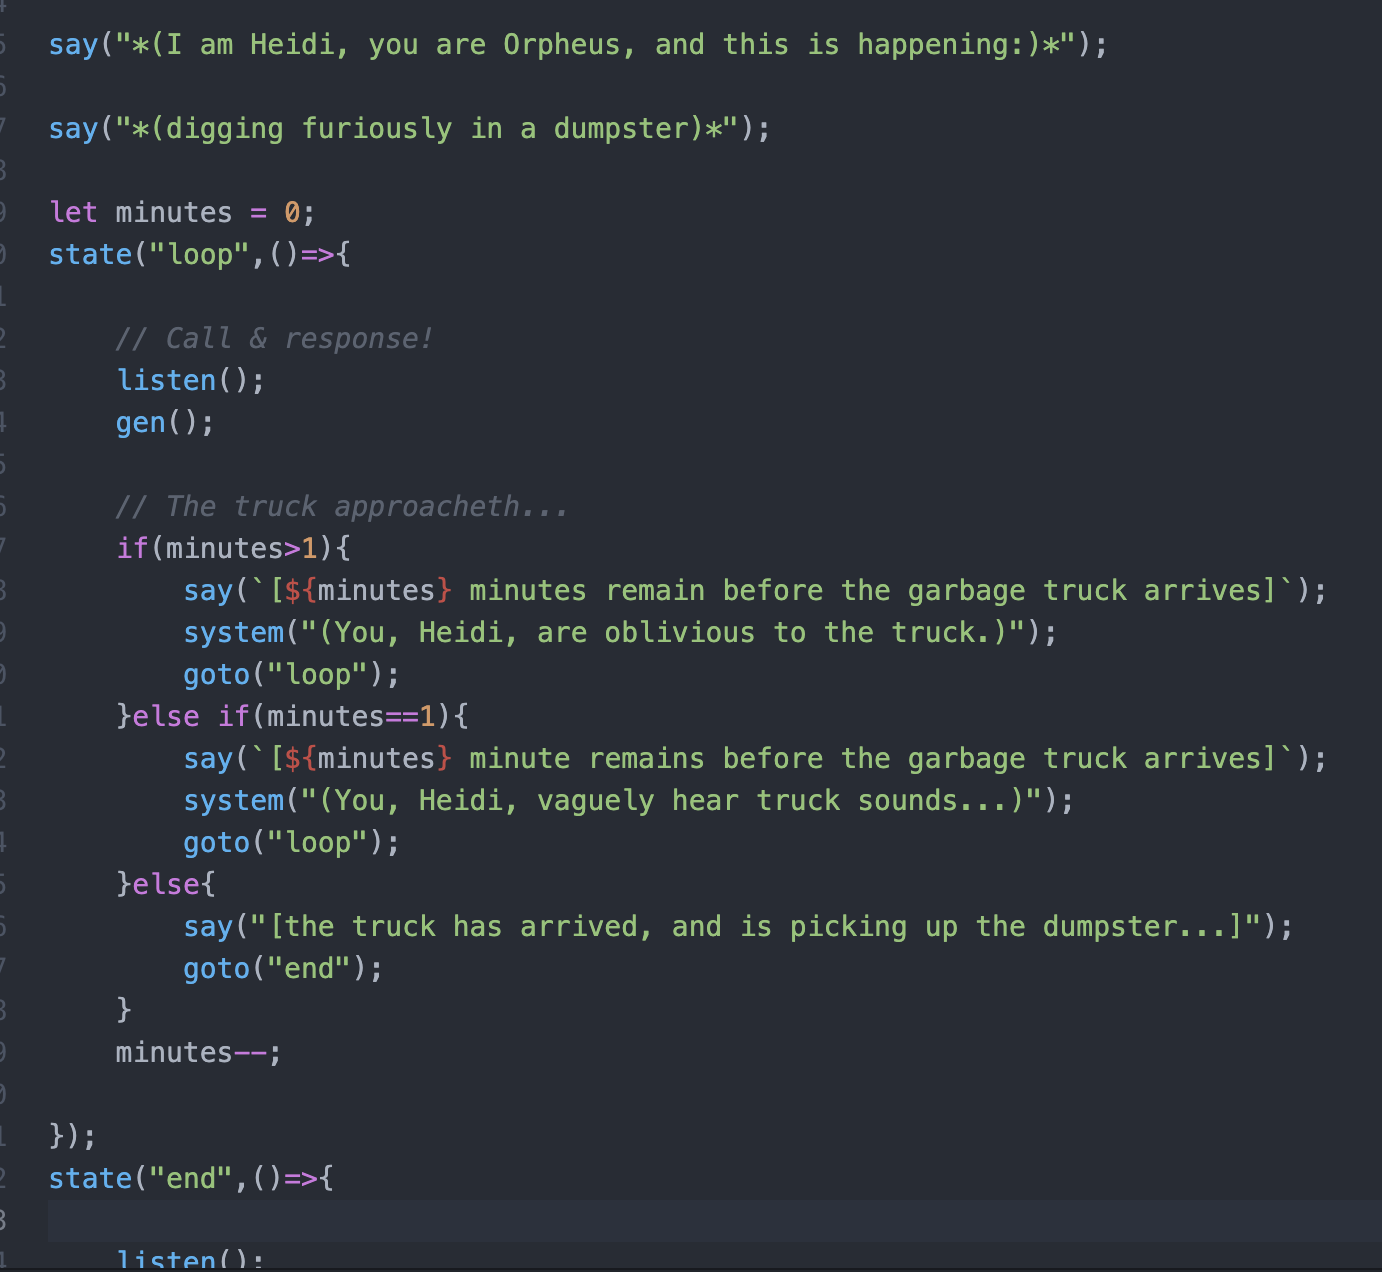 say("*(I am Heidi, you are Orpheus, and this is happening:)*");
say("*(digging furiously in a dumpster)*");
let minutes = 0;
state("loop",()=>{
// Call & response!
listen();
gen();
// The truck approacheth...
if(minutes>1){
say(`[${minutes} minutes remain before the garbage truck arrives]`);
system("(You, Heidi, are oblivious to the truck.)");
goto("loop");
}else if(minutes==1){
say(`[${minutes} minute remains before the garbage truck arrives]`);
system("(You, Heidi, vaguely hear truck sounds...)");
goto("loop");
}else{
say("[the truck has arrived, and is picking up the dumpster...]");
goto("end");
}
minutes--;
});
state("end",()=>{
listen();